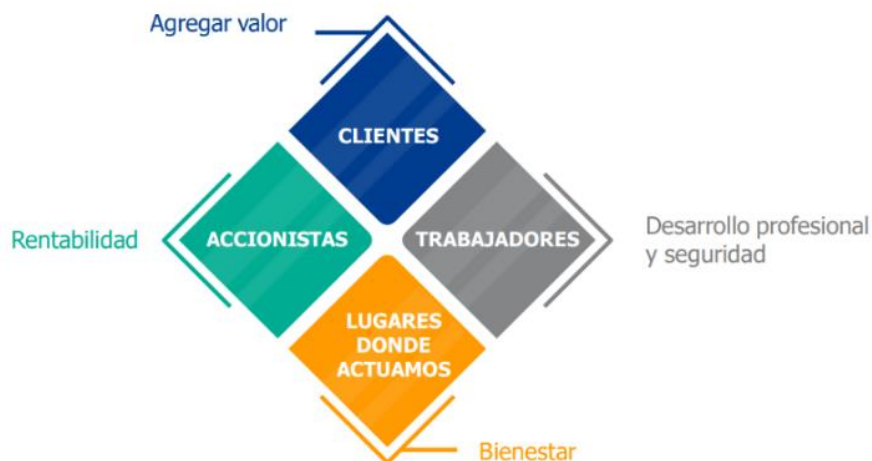 Agregar valor
CLIENTES
Rentabilidad
ACCIONISTAS
TRABAJADORES
Desarrollo profesional
y seguridad
LUGARES
DONDE
ACTUAMOS
Bienestar